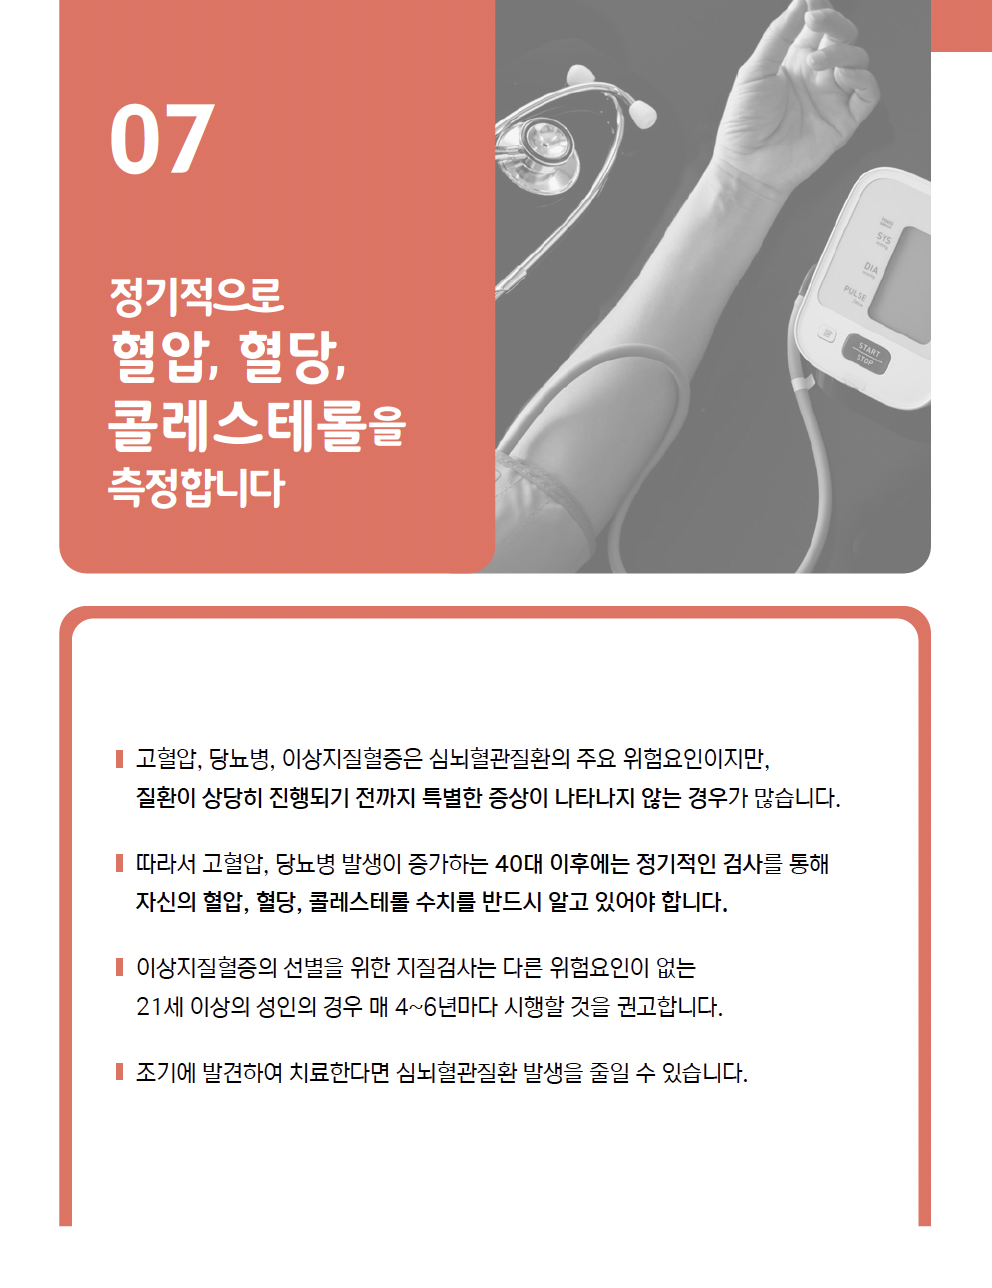 07
정기적으로
혈압, 혈당,
콜레스테롤을
측정합니다
SYS
DIA
PULSE
START
STOP
고혈압, 당뇨병, 이상지질혈증은 심뇌혈관질환의 주요 위험요인이지만,
질환이 상당히 진행되기 전까지 특별한 증상이 나타나지 않는 경우가 많습니다.
따라서 고혈압, 당뇨병 발생이 증가하는 40대 이후에는 정기적인 검사를 통해
자신의 혈압, 혈당, 콜레스테롤 수치를 반드시 알고 있어야 합니다.
이상지질혈증의 선별을 위한 지질검사는 다른 위험요인이 없는
21세 이상의 성인의 경우 매 4~6년마다 시행할 것을 권고합니다.
조기에 발견하여 치료한다면 심뇌혈관질환 발생을 줄일 수 있습니다.